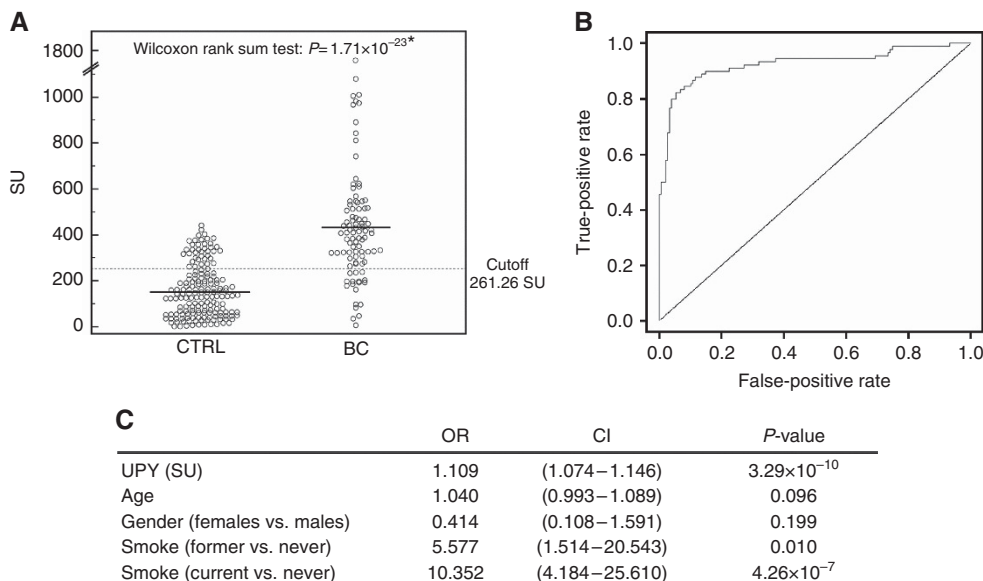 A
Wilcoxon rank sum test: P= 1.71×10⁻²³*
1800
1000
800
600
400
200
0
SU
Cutoff
261.26 SU
CTRL
BC
B
1.0
0.8
0.6
0.4
0.2
0.0
True-positive rate
0.0 0.2 0.4 0.6 0.8 1.0
False-positive rate
C
OR CI P-value
UPY (SU) 1.109 (1.074–1.146) 3.29×10⁻¹⁰
Age 1.040 (0.993–1.089) 0.096
Gender (females vs. males) 0.414 (0.108–1.591) 0.199
Smoke (former vs. never) 5.577 (1.514–20.543) 0.010
Smoke (current vs. never) 10.352 (4.184–25.610) 4.26×10⁻⁷